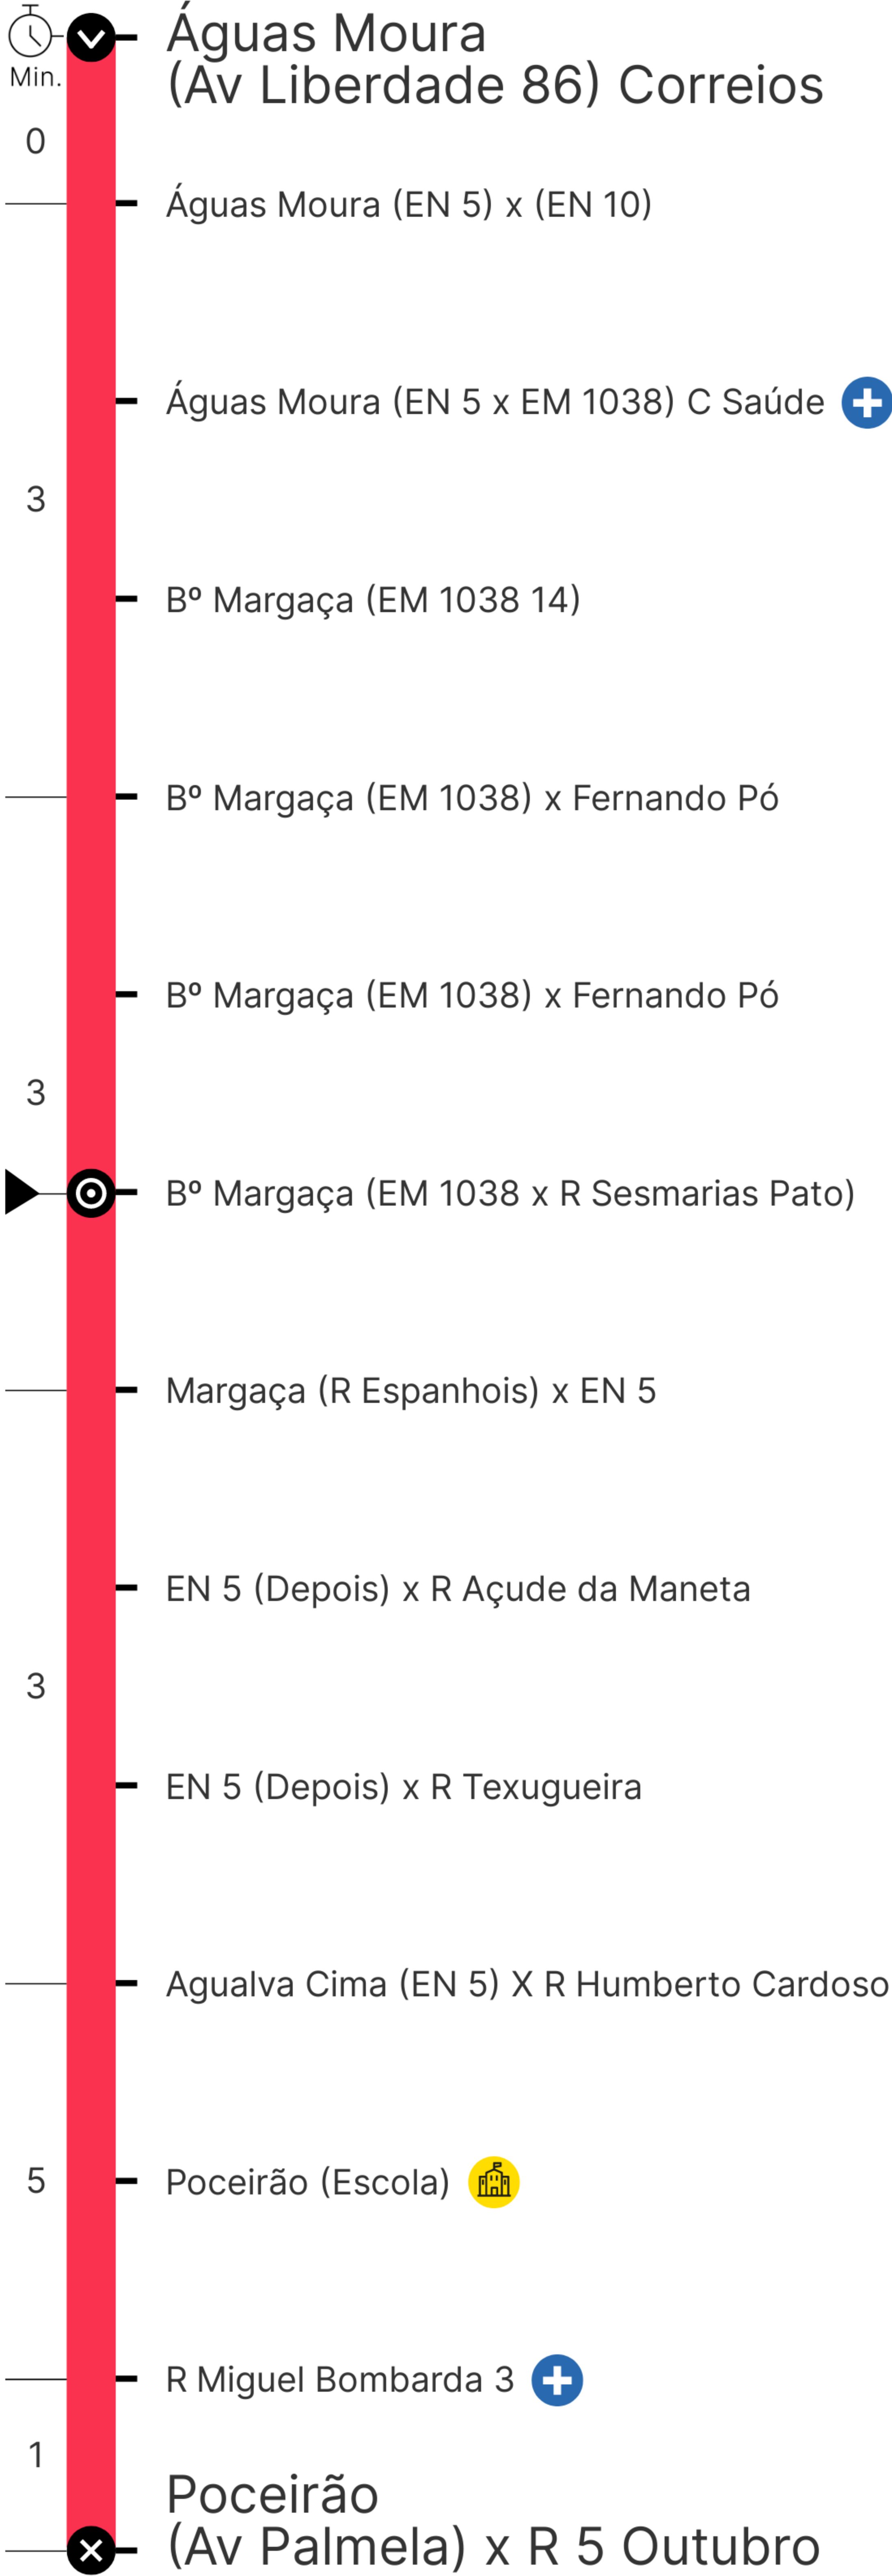 Águas Moura
(Av Liberdade 86) Correios
Min.
0
Águas Moura (EN 5) x (EN 10)
Águas Moura (EN 5 x EM 1038) C Saúde
3
Bº Margaça (EM 1038 14)
Bº Margaça (EM 1038) x Fernando Pó
Bº Margaça (EM 1038) x Fernando Pó
3
Bº Margaça (EM 1038 x R Sesmarias Pato)
Margaça (R Espanhois) x EN 5
EN 5 (Depois) x R Açude da Maneta
3
EN 5 (Depois) x R Texugueira
Agualva Cima (EN 5) X R Humberto Cardoso
5
Poceirão (Escola)
R Miguel Bombarda 3
1
Poceirão
(Av Palmela) x R 5 Outubro